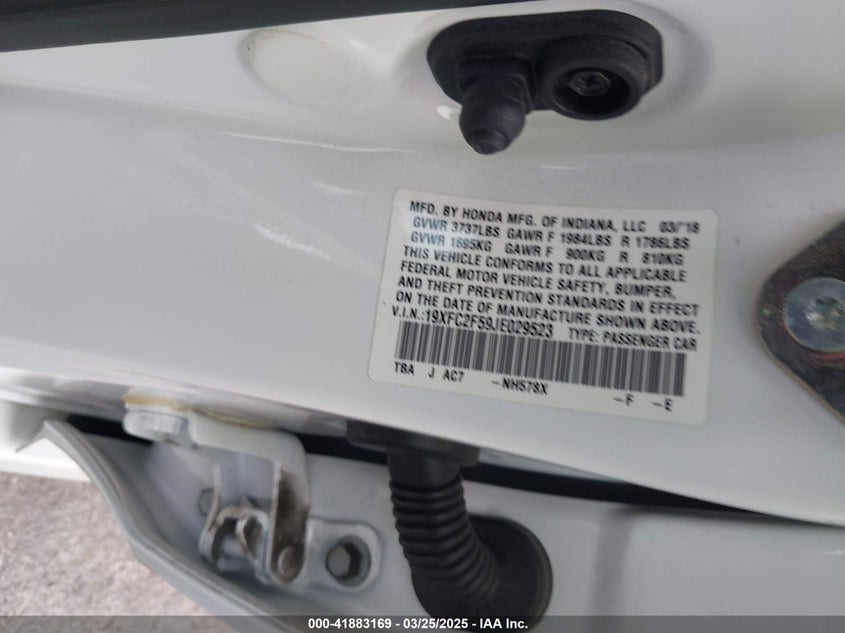 MFD. BY HONDA MFG. OF INDIANA, LLC 03/'18
GVWR 3737LBS GAWR F 1984LBS R 1786LBS
GVWR 1695KG GAWR F 900KG R 810KG
THIS VEHICLE CONFORMS TO ALL APPLICABLE
FEDERAL MOTOR VEHICLE SAFETY, BUMPER,
AND THEFT PREVENTION STANDARDS IN EFFECT
ON THE DATE OF MANUFACTURE SHOWN ABOVE.
V.I.N.:19XFC2F59JE029523 TYPE: PASSENGER CAR
TBA J AC7 -NH578X -F -E
000-41883169 - 03/25/2025 - IAA Inc.